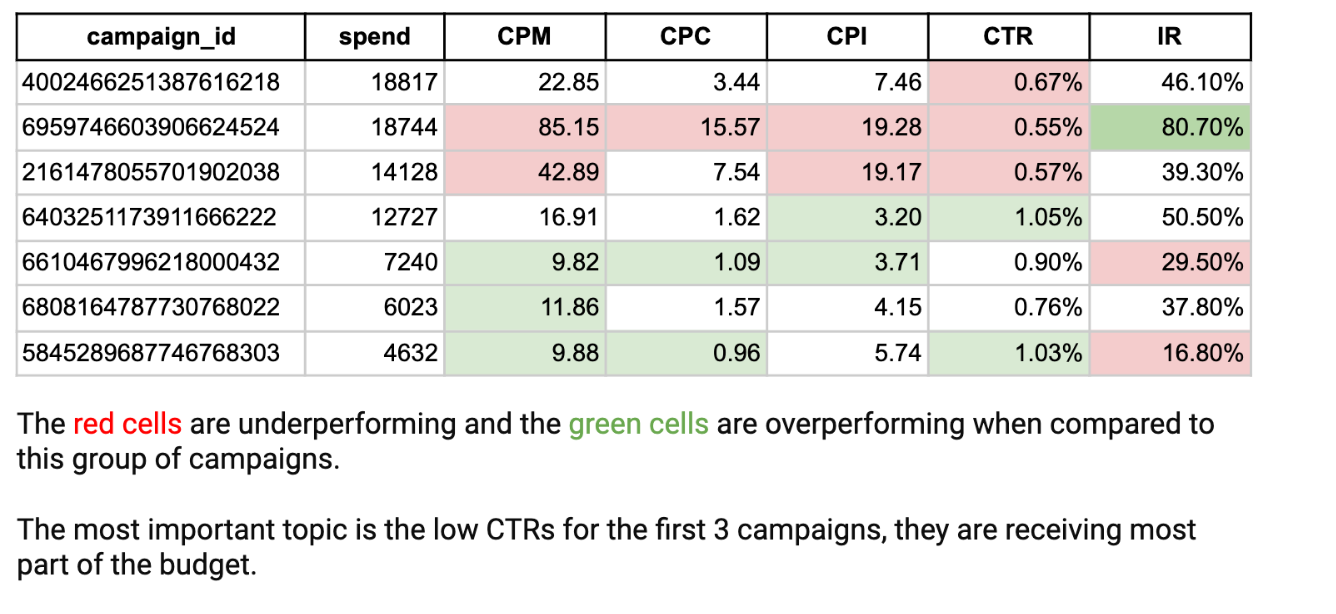 campaign_id spend CPM CPC CPI CTR IR
4002466251387616218 18817 22.85 3.44 7.46 0.67% 46.10%
6959746603906624524 18744 85.15 15.57 19.28 0.55% 80.70%
2161478055701902038 14128 42.89 7.54 19.17 0.57% 39.30%
6403251173911666222 12727 16.91 1.62 3.20 1.05% 50.50%
6610467996218000432 7240 9.82 1.09 3.71 0.90% 29.50%
6808164787730768022 6023 11.86 1.57 4.15 0.76% 37.80%
5845289687746768303 4632 9.88 0.96 5.74 1.03% 16.80%
The red cells are underperforming and the green cells are overperforming when compared to
this group of campaigns.
The most important topic is the low CTRs for the first 3 campaigns, they are receiving most
part of the budget.